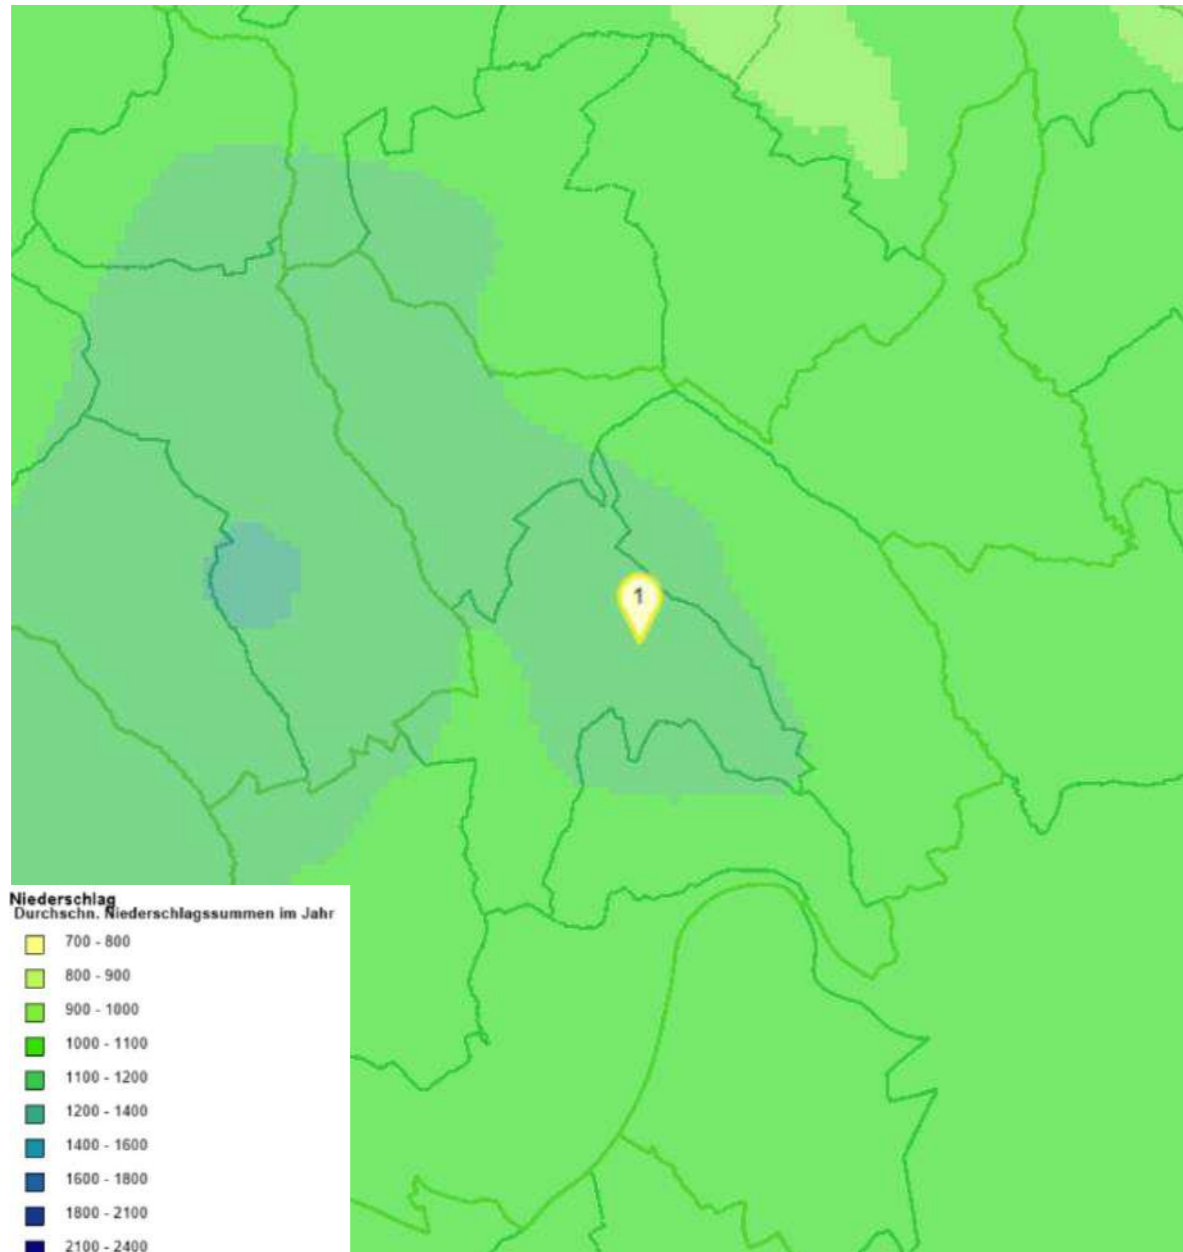 1
Niederschlag
Durchschn. Niederschlagssummen im Jahr
700 - 800
800 - 900
900 - 1000
1000 - 1100
1100 - 1200
1200 - 1400
1400 - 1600
1600 - 1800
1800 - 2100
2100 - 2400